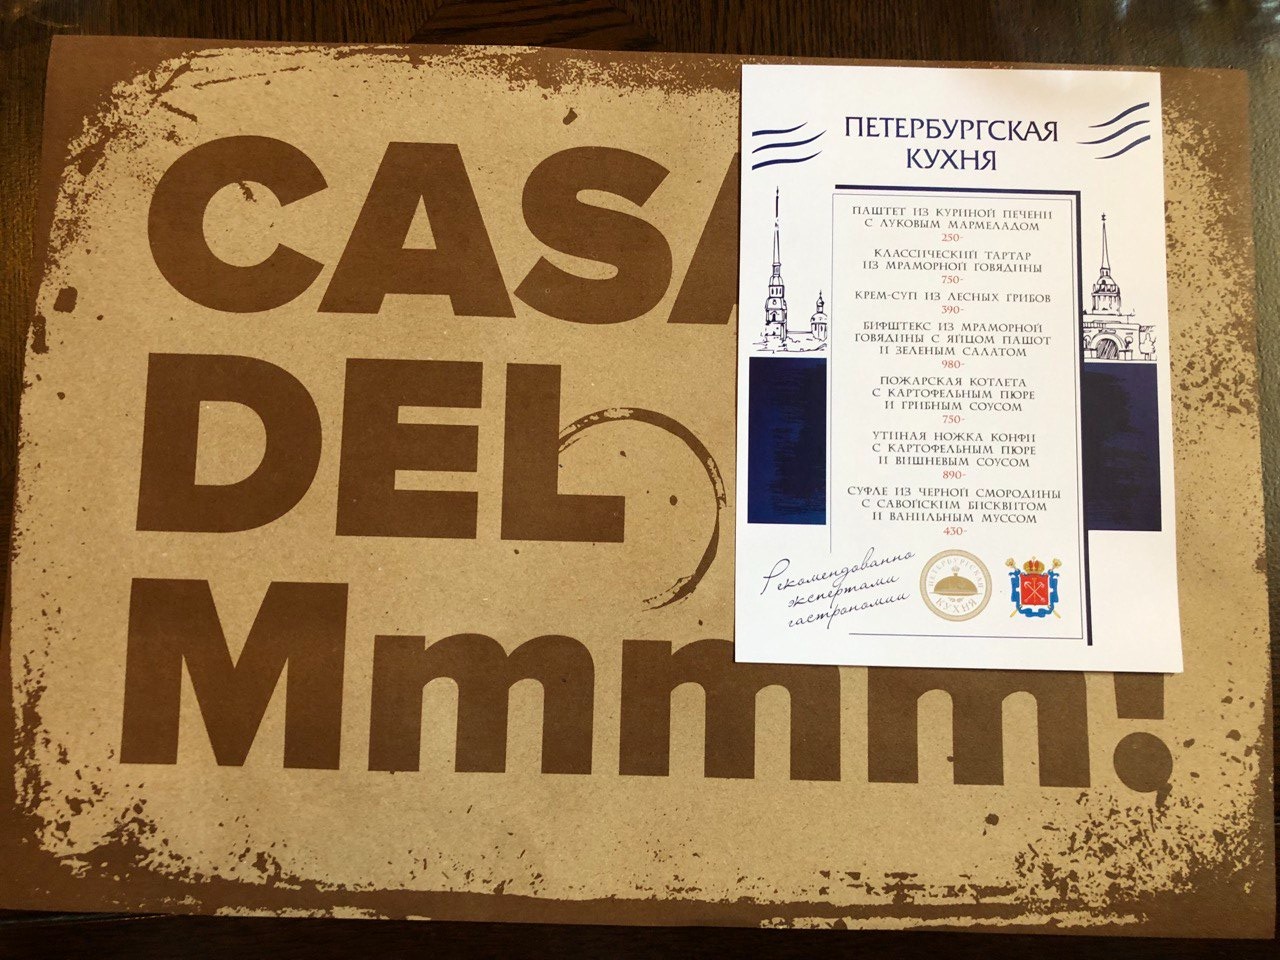 CASA
DEL
Mmmmm!
ПЕТЕРБУРГСКАЯ
КУХНЯ
ПАШТЕТ ИЗ КУРИНОЙ ПЕЧЕНИ
С ЛУКОВЫМ МАРМЕЛАДОМ
250-
КЛАССИЧЕСКИЙ ТАРТАР
ИЗ МРАМОРНОЙ ГОВЯДИНЫ
750-
КРЕМ-СУП ИЗ ЛЕСНЫХ ГРИБОВ
390-
БИФШТЕКС ИЗ МРАМОРНОЙ
ГОВЯДИНЫ С ЯЙЦОМ ПАШОТ
И ЗЕЛЕНЫМ САЛАТОМ
980-
ПОЖАРСКАЯ КОТЛЕТА
С КАРТОФЕЛЬНЫМ ПЮРЕ
И ГРИБНЫМ СОУСОМ
750-
УТИНАЯ НОЖКА КОНФИ
С КАРТОФЕЛЬНЫМ ПЮРЕ
И ВИШНЕВЫМ СОУСОМ
890-
СУФЛЕ ИЗ ЧЕРНОЙ СМОРОДИНЫ
С САВОЙСКИМ БИСКВИТОМ
И ВАНИЛЬНЫМ МУССОМ
430-
Рекомендованно
экспертами
гастрономии
ПЕТЕРБУРГСКАЯ
КУХНЯ